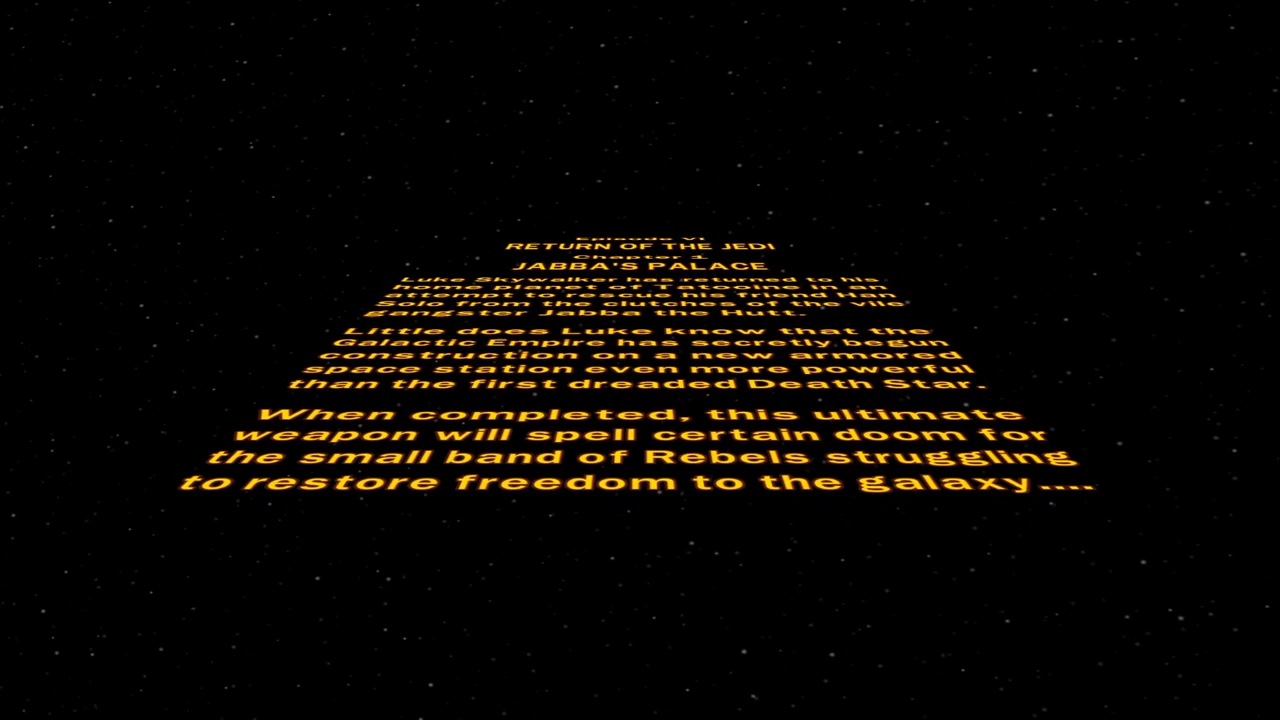 Episode VI
RETURN OF THE JEDI
Chapter 1
JABBA'S PALACE
Luke Skywalker has returned to his
home planet of Tatooine in an
attempt to rescue his friend Han
Solo from the clutches of the vile
gangster Jabba the Hutt.
Little does Luke know that the
Galactic Empire has secretly begun
construction on a new armored
space station even more powerful
than the first dreaded Death Star.
When completed, this ultimate
weapon will spell certain doom for
the small band of Rebels struggling
to restore freedom to the galaxy....